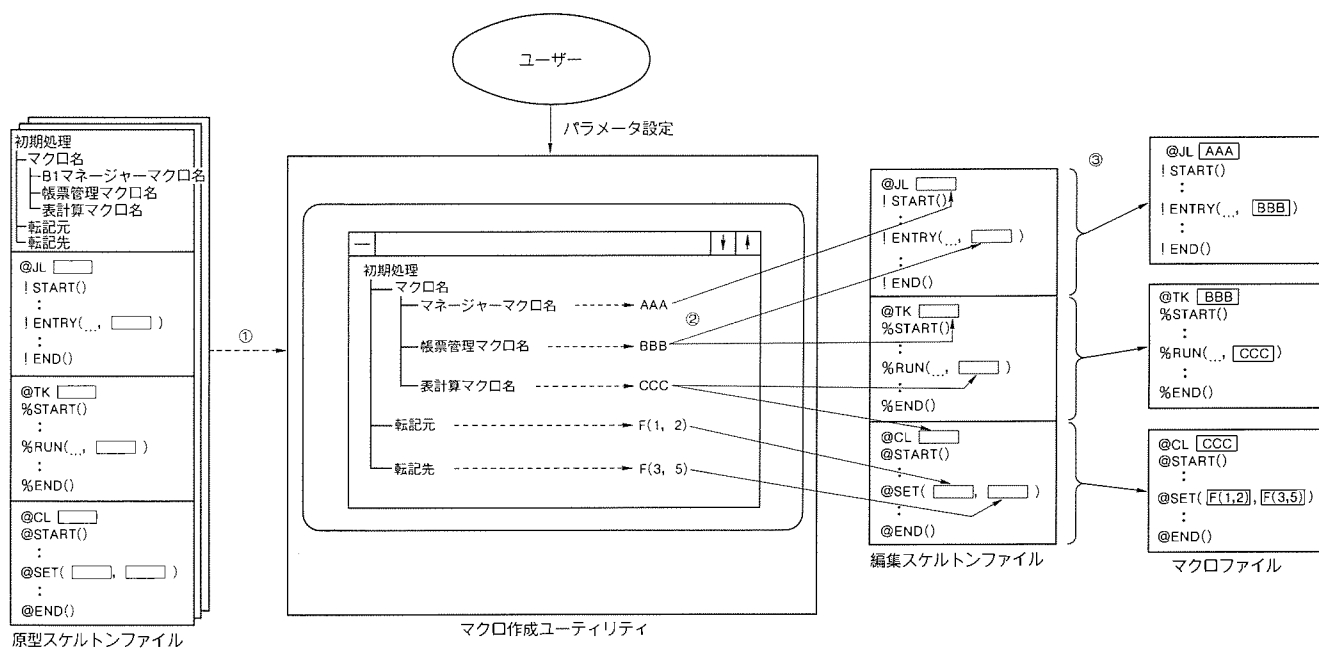 ユーザー
パラメータ設定
初期処理
マクロ名
B1マネージャーマクロ名
帳票管理マクロ名
表計算マクロ名
転記元
転記先
@JL
! START()
:
! ENTRY(..., )
:
! END()
@TK
%START()
:
%RUN(..., )
:
%END()
@CL
@START()
:
@SET( , )
:
@END()
原型スケルトンファイル
①
初期処理
マクロ名
マネージャーマクロ名 AAA
②
帳票管理マクロ名 BBB
表計算マクロ名 CCC
転記元 F(1, 2)
転記先 F(3, 5)
マクロ作成ユーティリティ
@JL
! START()
:
! ENTRY(..., )
:
! END()
@TK
%START()
:
%RUN(..., )
:
%END()
@CL
@START()
:
@SET( , )
:
@END()
編集スケルトンファイル
③
@JL AAA
! START()
:
! ENTRY(..., BBB )
:
! END()
@TK BBB
%START()
:
%RUN(..., CCC )
:
%END()
@CL CCC
@START()
:
@SET( F(1,2), F(3,5) )
:
@END()
マクロファイル